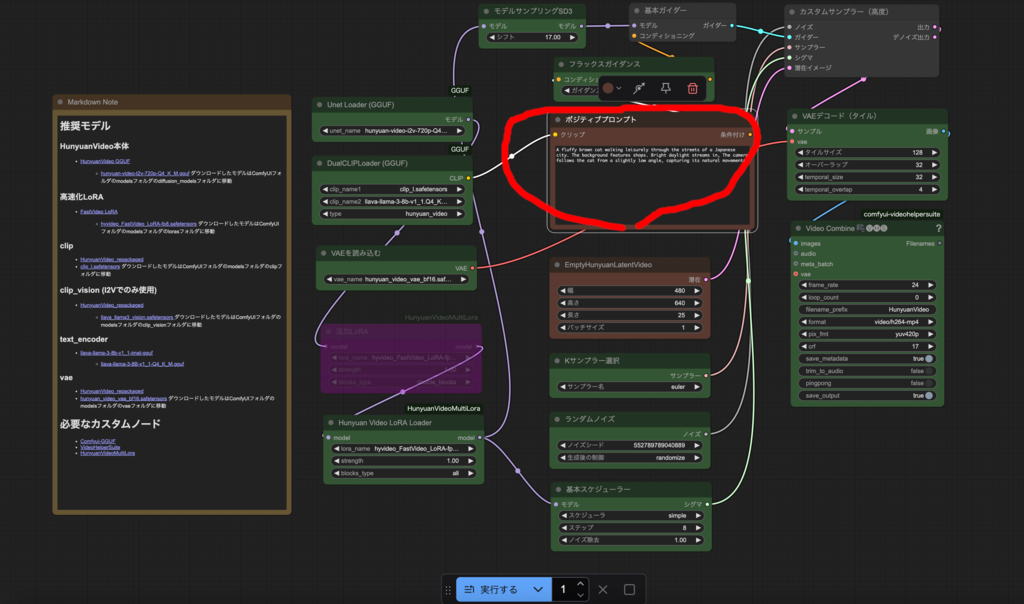 Markdown Note
推奨モデル
HunyuanVideo本体
HunyuanVideo GGUF
hunyuan-video-t2v-720p-Q4_K_M.gguf ダウンロードしたモデルはComfyUIフォルダのmodelsフォルダのdiffusion_modelsフォルダに移動
高速化LoRA
FastVideo LoRA
hyvideo_FastVideo_LoRA-fp8.safetensors ダウンロードしたモデルはComfyUIフォルダのmodelsフォルダのlorasフォルダに移動
clip
HunyuanVideo_repackaged
clip_l.safetensors ダウンロードしたモデルはComfyUIフォルダのmodelsフォルダのclipフォルダに移動
clip_vision (I2Vでのみ使用)
HunyuanVideo_repackaged
llava_llama3_vision.safetensors ダウンロードしたモデルはComfyUIフォルダのmodelsフォルダのclip_visionフォルダに移動
text_encoder
llava-llama-3-8b-v1_1-imat-gguf
llava-llama-3-8B-v1_1-Q4_K_M.gguf
vae
HunyuanVideo_repackaged
hunyuan_video_vae_bf16.safetensors ダウンロードしたモデルはComfyUIフォルダのmodelsフォルダのvaeフォルダに移動
必要なカスタムノード
Comfyui-GGUF
VideoHelperSuite
HunyuanVideoMultiLora
GGUF
Unet Loader (GGUF)
モデル
unet_name hunyuan-video-t2v-720p-Q4...
GGUF
DualCLIPLoader (GGUF)
CLIP
clip_name1 clip_l.safetensors
clip_name2 llava-llama-3-8b-v1_1.Q4_K...
type hunyuan_video
VAEを読み込む
VAE
vae_name hunyuan_video_vae_bf16.saf...
HunyuanVideoMultiLora
追加LoRA
model model
lora_name hyvideo_FastVideo_LoRA-fp...
strength
blocks_type
HunyuanVideoMultiLora
Hunyuan Video LoRA Loader
model model
lora_name hyvideo_FastVideo_LoRA-fp...
strength 1.00
blocks_type all
モデルサンプリングSD3
モデル モデル
シフト 17.00
基本ガイダー
モデル ガイダー
コンディショニング
フラックスガイダンス
ポジティブプロンプト
クリップ 条件付け
A fluffy brown cat walking leisurely through the streets of a Japanese
city. The background features shops. Bright daylight streams in. The camera
follows the cat from a slightly low angle, capturing its natural movement
EmptyHunyuanLatentVideo
潜在
幅 480
高さ 640
長さ 25
バッチサイズ 1
Kサンプラー選択
サンプラー
サンプラー名 euler
ランダムノイズ
ノイズ
ノイズシード 552789789040889
生成後の制御 randomize
基本スケジューラー
モデル シグマ
スケジューラ simple
ステップ 8
ノイズ除去 1.00
カスタムサンプラー（高度）
ノイズ 出力
ガイダー デノイズ出力
サンプラー
シグマ
潜在イメージ
VAEデコード（タイル）
サンプル 画像
vae
タイルサイズ 128
オーバーラップ 32
temporal_size 32
temporal_overlap 4
comfyui-videohelpersuite
Video Combine ?
images Filenames
audio
meta_batch
vae
frame_rate 24
loop_count 0
filename_prefix HunyuanVideo
format video/h264-mp4
pix_fmt yuv420p
crf 17
save_metadata true
trim_to_audio false
pingpong false
save_output true
実行する 1